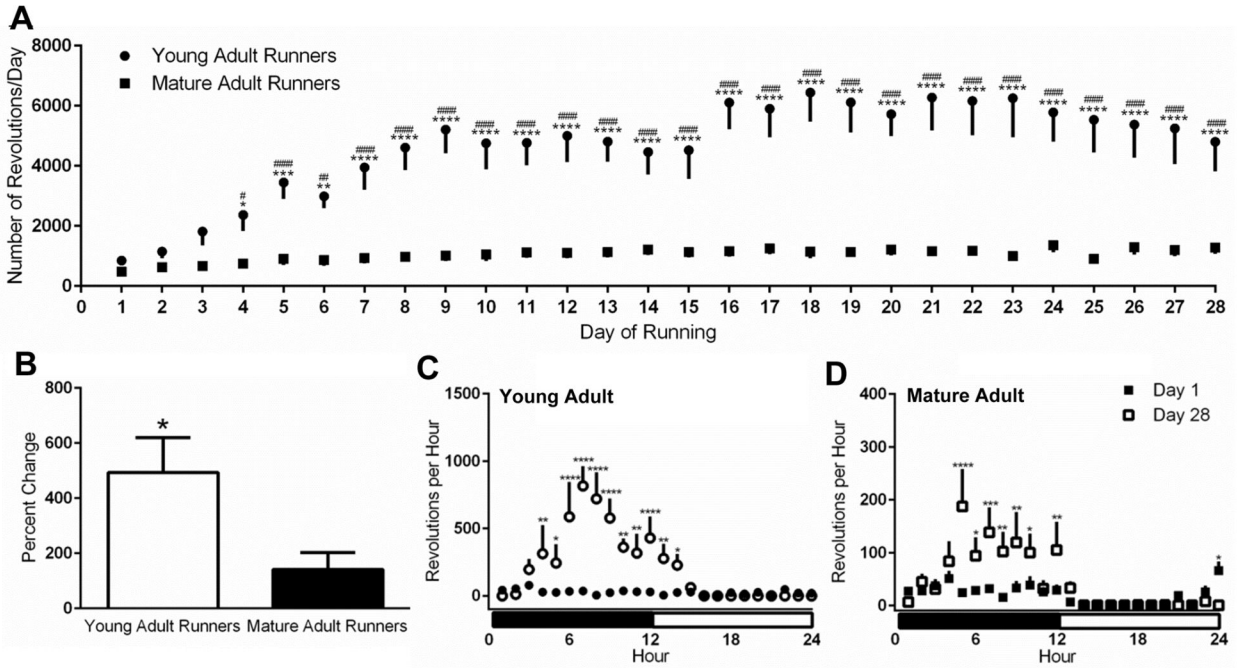 A
Number of Revolutions/Day
8000
6000
4000
2000
0
Young Adult Runners
Mature Adult Runners
# * #### *** ## ** #### **** #### **** #### **** #### **** #### **** #### **** #### **** #### **** #### **** #### **** #### **** #### **** #### **** #### **** #### **** #### **** #### **** #### **** #### **** #### **** #### **** #### ****
0 1 2 3 4 5 6 7 8 9 10 11 12 13 14 15 16 17 18 19 20 21 22 23 24 25 26 27 28
Day of Running
B
Percent Change
800
600
400
200
0
*
Young Adult Runners Mature Adult Runners
C
Young Adult
Revolutions per Hour
1500
1000
500
0
** * **** **** **** **** ** ** **** ** *
0 6 12 18 24
Hour
D
Mature Adult
Day 1
Day 28
Revolutions per Hour
400
300
200
100
0
**** * *** ** ** * ** *
0 6 12 18 24
Hour